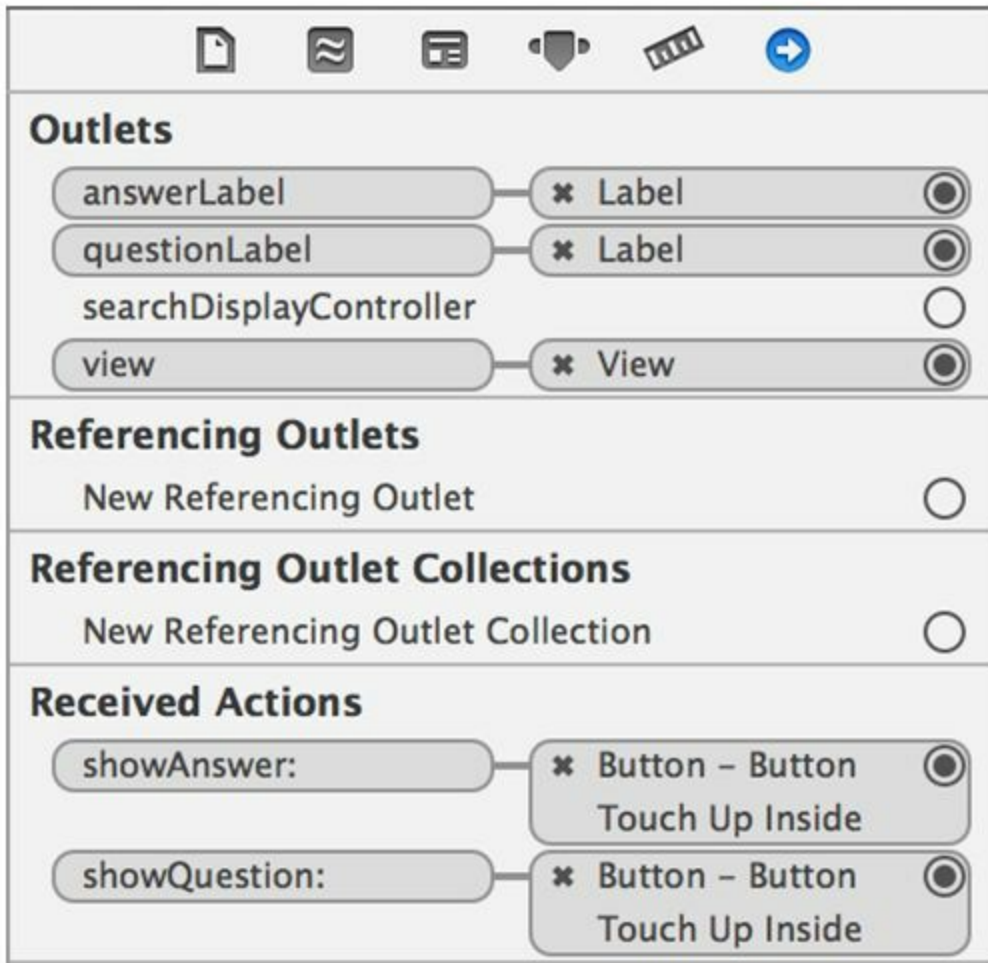 Outlets
answerLabel ✖ Label
questionLabel ✖ Label
searchDisplayController
view ✖ View
Referencing Outlets
New Referencing Outlet
Referencing Outlet Collections
New Referencing Outlet Collection
Received Actions
showAnswer: ✖ Button – Button
Touch Up Inside
showQuestion: ✖ Button – Button
Touch Up Inside